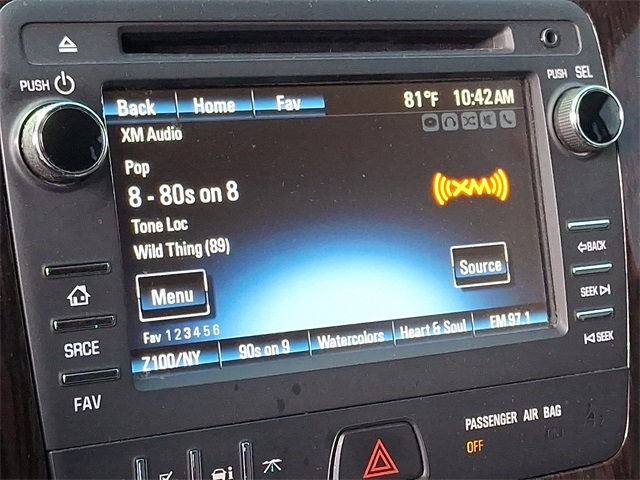 PUSH
PUSH SEL
Back Home Fav 81°F 10:42 AM
XM Audio
Pop
8 - 80s on 8
((XM))
Tone Loc
Wild Thing (89)
Menu
Source
Fav 1 2 3 4 5 6
Z100/NY 90s on 9 Watercolors Heart & Soul FM 97.1
SRCE
FAV
BACK
SEEK
SEEK
PASSENGER AIR BAG
OFF